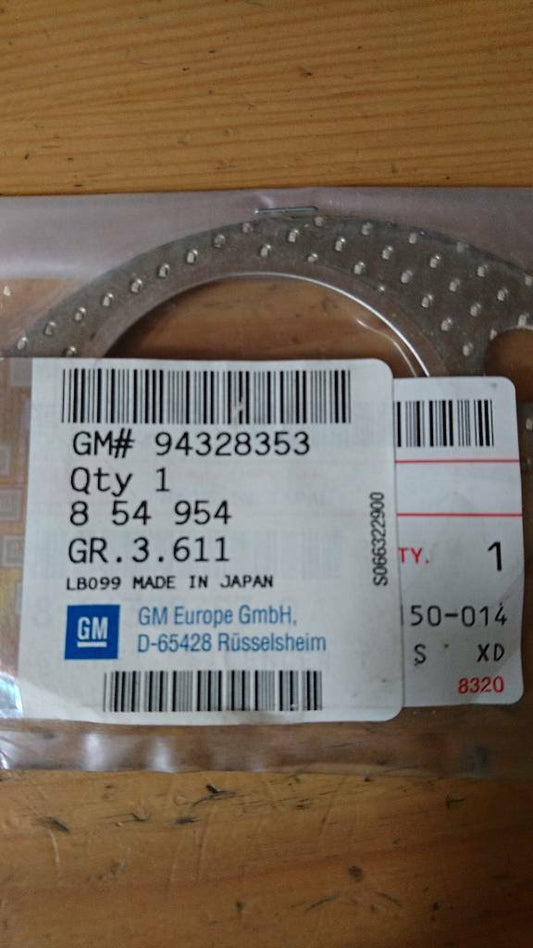 GM# 94328353
Qty 1
8 54 954
GR.3.611
LB099 MADE IN JAPAN
S066322900
GM
GM Europe GmbH,
D-65428 Rüsselsheim
TY. 1
150-014
S XD
8320